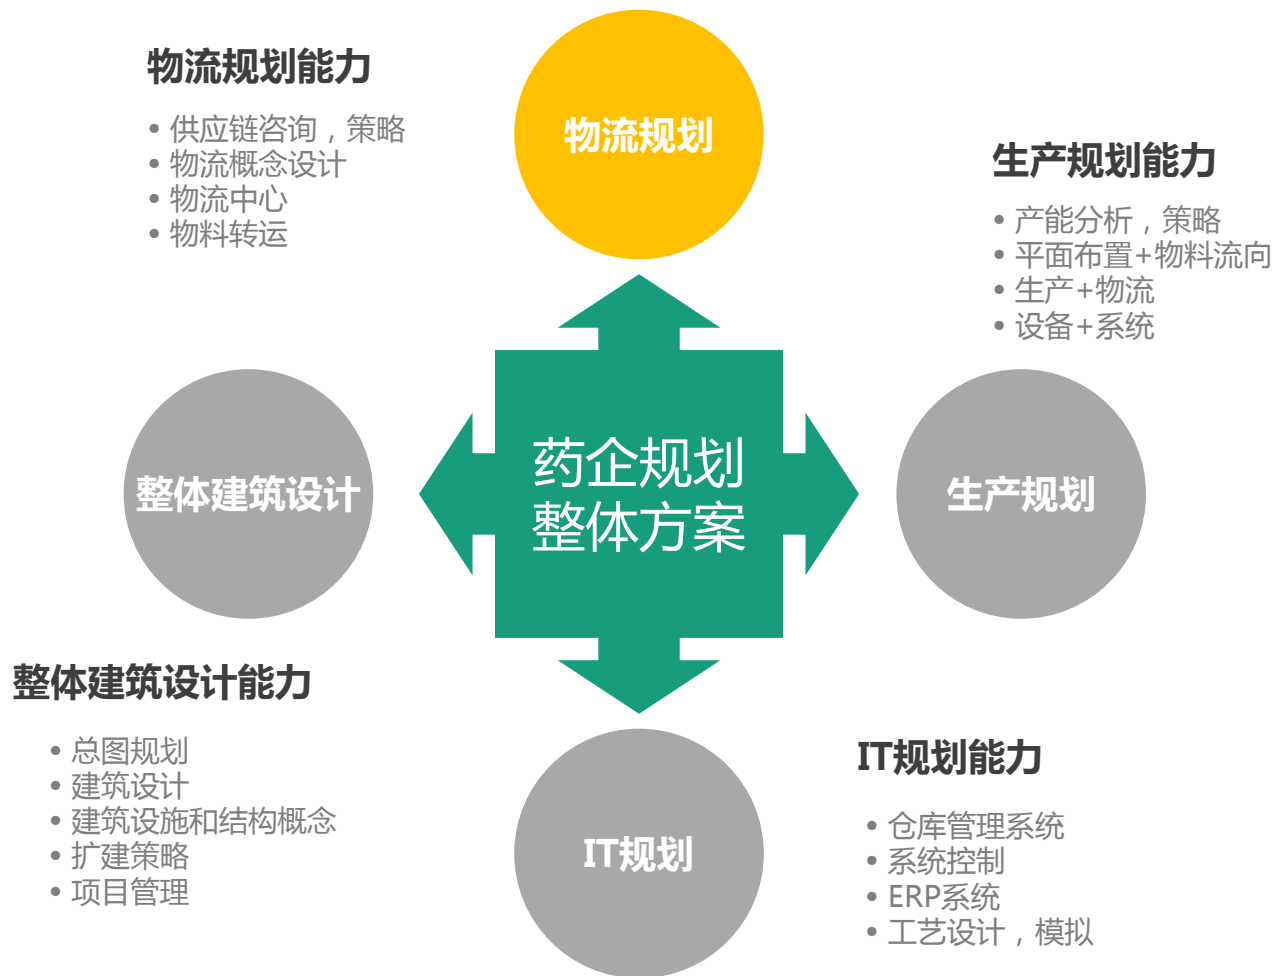 物流规划能力
• 供应链咨询，策略
• 物流概念设计
• 物流中心
• 物料转运
物流规划
生产规划能力
• 产能分析，策略
• 平面布置+物料流向
• 生产+物流
• 设备+系统
整体建筑设计
药企规划
整体方案
生产规划
整体建筑设计能力
• 总图规划
• 建筑设计
• 建筑设施和结构概念
• 扩建策略
• 项目管理
IT规划
IT规划能力
• 仓库管理系统
• 系统控制
• ERP系统
• 工艺设计，模拟